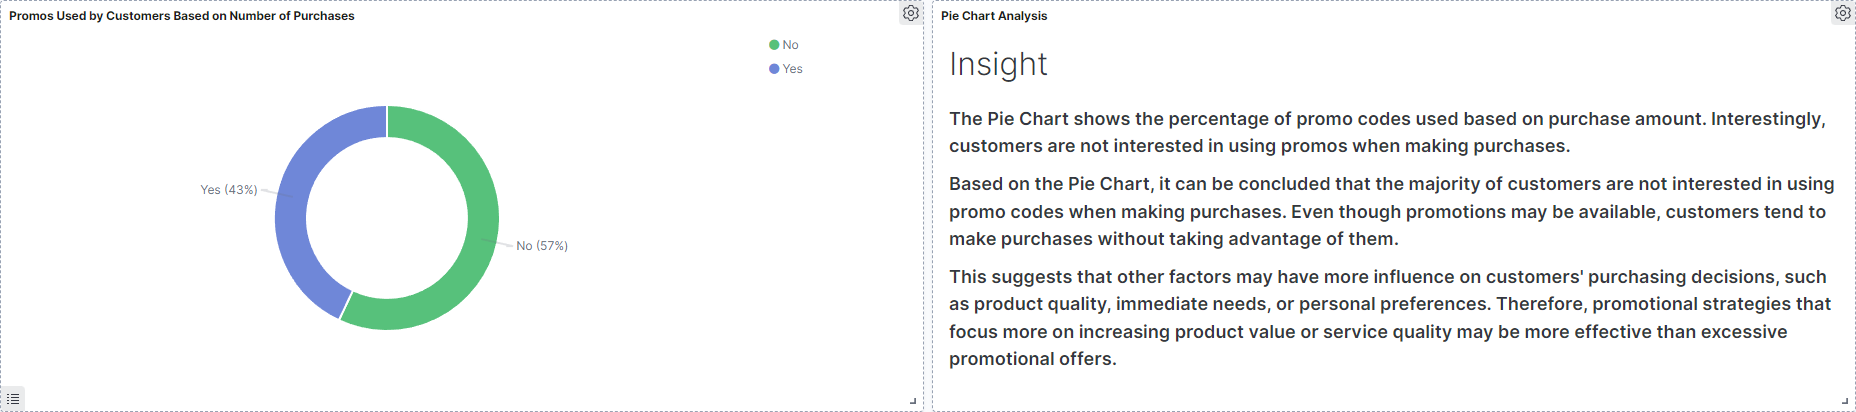 Promos Used by Customers Based on Number of Purchases
No
Yes
Yes (43%)
No (57%)
Pie Chart Analysis
Insight
The Pie Chart shows the percentage of promo codes used based on purchase amount. Interestingly,
customers are not interested in using promos when making purchases.
Based on the Pie Chart, it can be concluded that the majority of customers are not interested in using
promo codes when making purchases. Even though promotions may be available, customers tend to
make purchases without taking advantage of them.
This suggests that other factors may have more influence on customers' purchasing decisions, such
as product quality, immediate needs, or personal preferences. Therefore, promotional strategies that
focus more on increasing product value or service quality may be more effective than excessive
promotional offers.